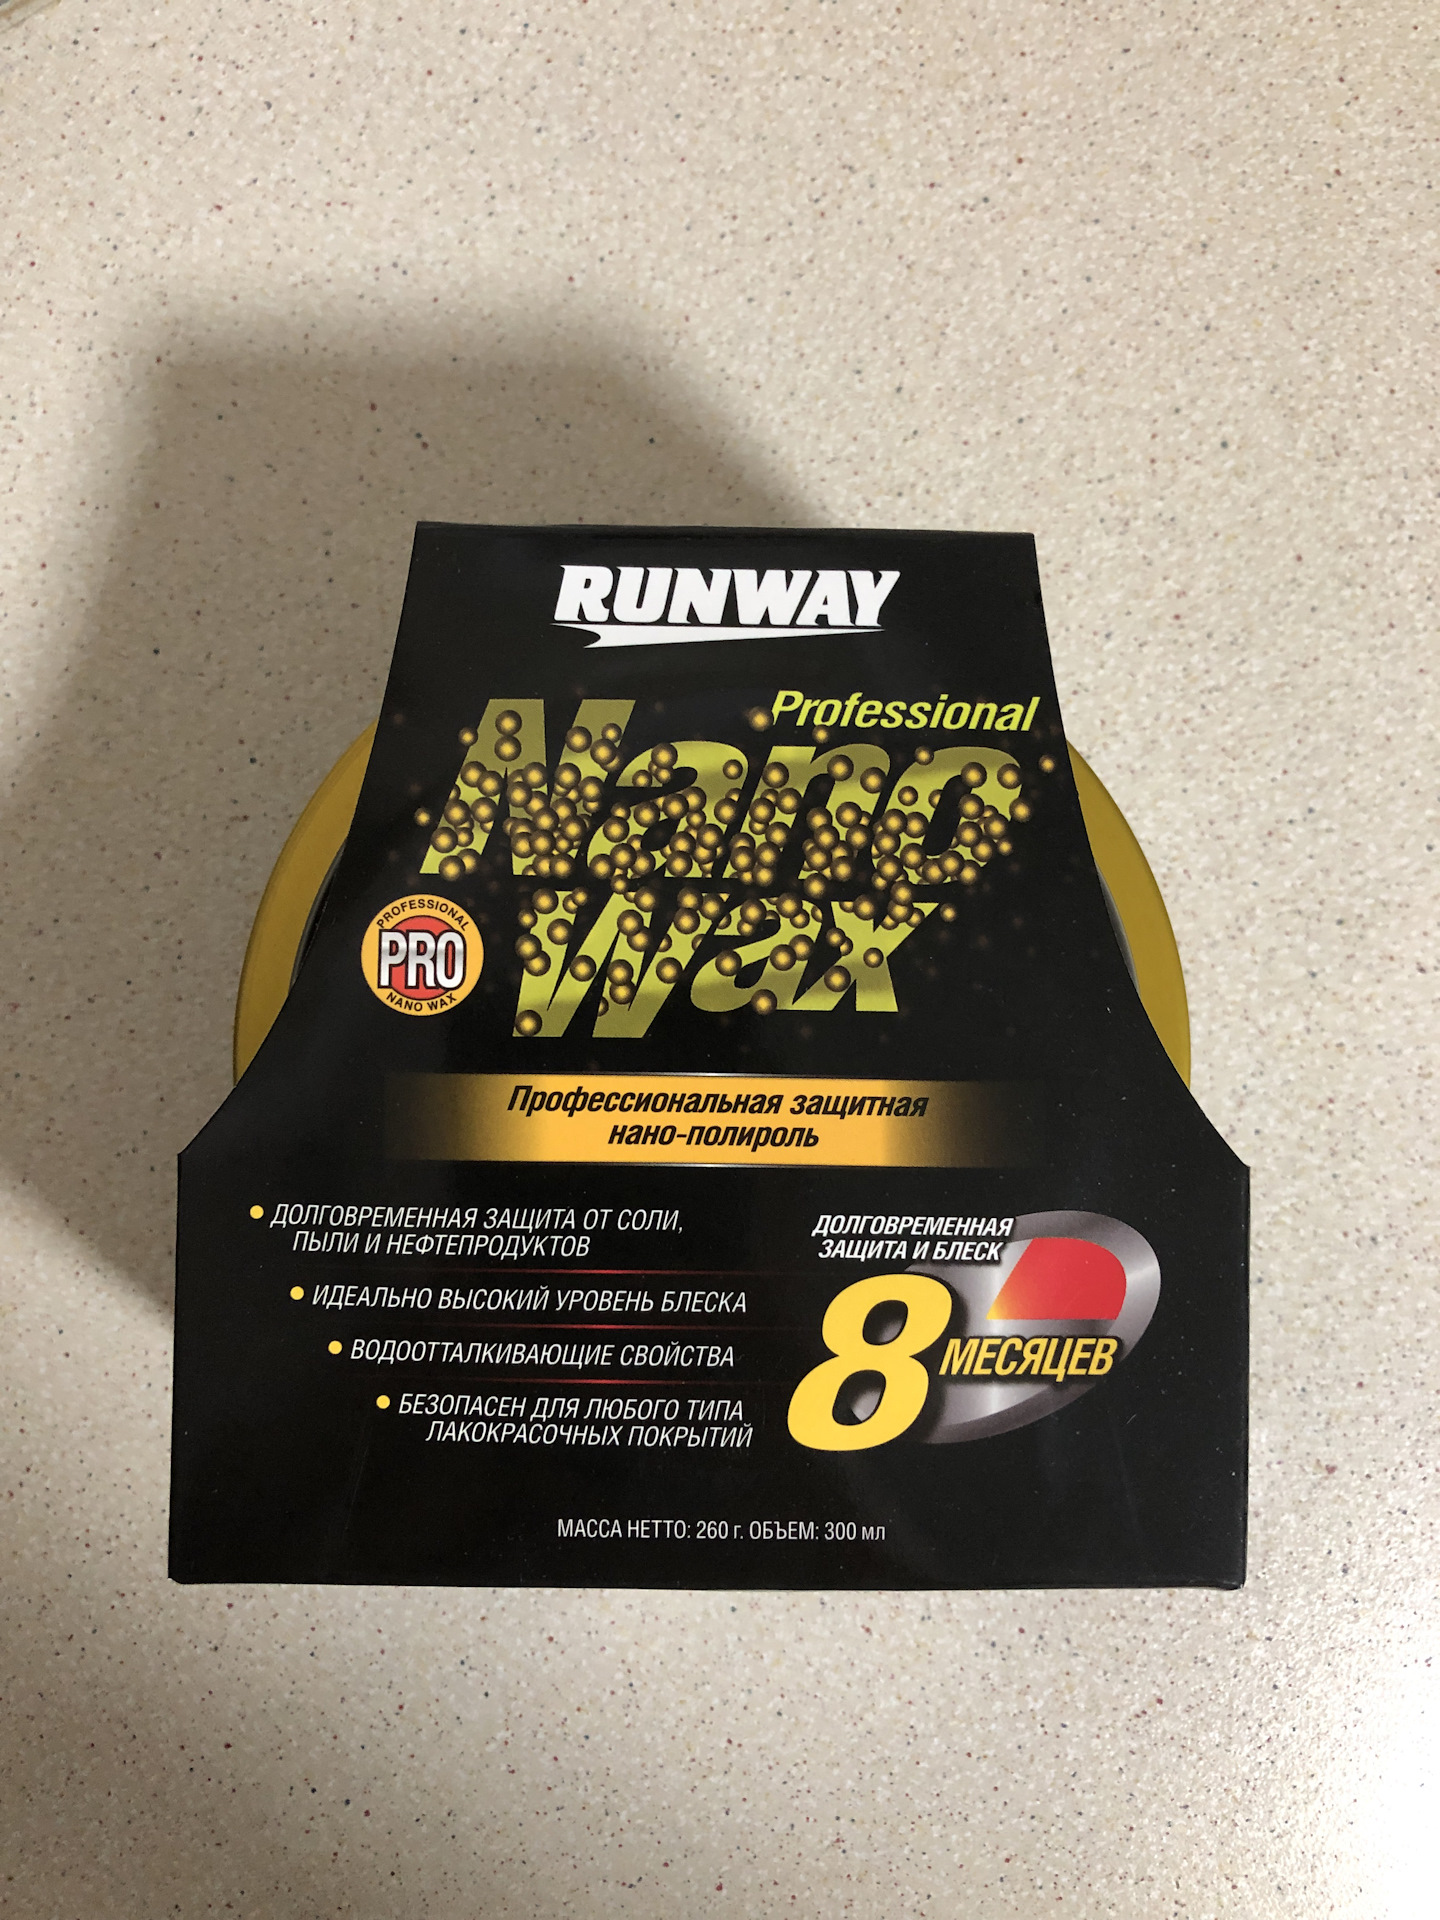 RUNWAY
Professional
Nano
Wax
PROFESSIONAL
PRO
NANO WAX
Профессиональная защитная
нано-полироль
• ДОЛГОВРЕМЕННАЯ ЗАЩИТА ОТ СОЛИ,
ПЫЛИ И НЕФТЕПРОДУКТОВ
• ИДЕАЛЬНО ВЫСОКИЙ УРОВЕНЬ БЛЕСКА
• ВОДООТТАЛКИВАЮЩИЕ СВОЙСТВА
• БЕЗОПАСЕН ДЛЯ ЛЮБОГО ТИПА
ЛАКОКРАСОЧНЫХ ПОКРЫТИЙ
ДОЛГОВРЕМЕННАЯ
ЗАЩИТА И БЛЕСК
8 МЕСЯЦЕВ
МАССА НЕТТО: 260 г. ОБЪЕМ: 300 мл